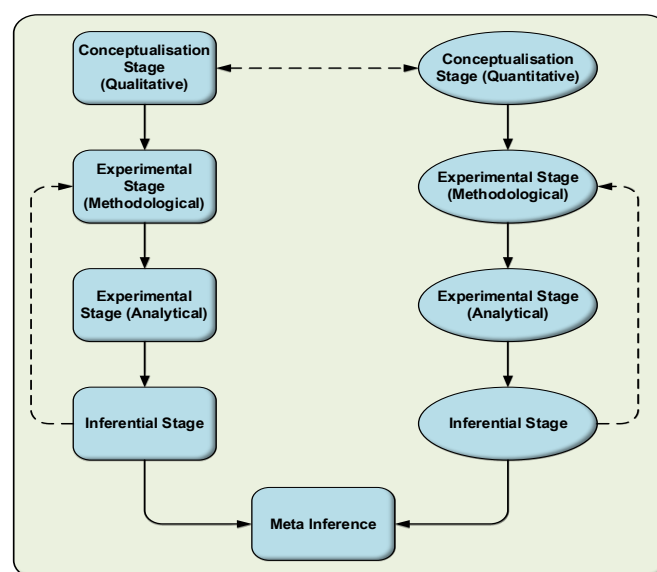 Conceptualisation
Stage
(Qualitative)
Conceptualisation
Stage (Quantitative)
Experimental
Stage
(Methodological)
Experimental Stage
(Methodological)
Experimental
Stage (Analytical)
Experimental Stage
(Analytical)
Inferential Stage
Inferential Stage
Meta Inference